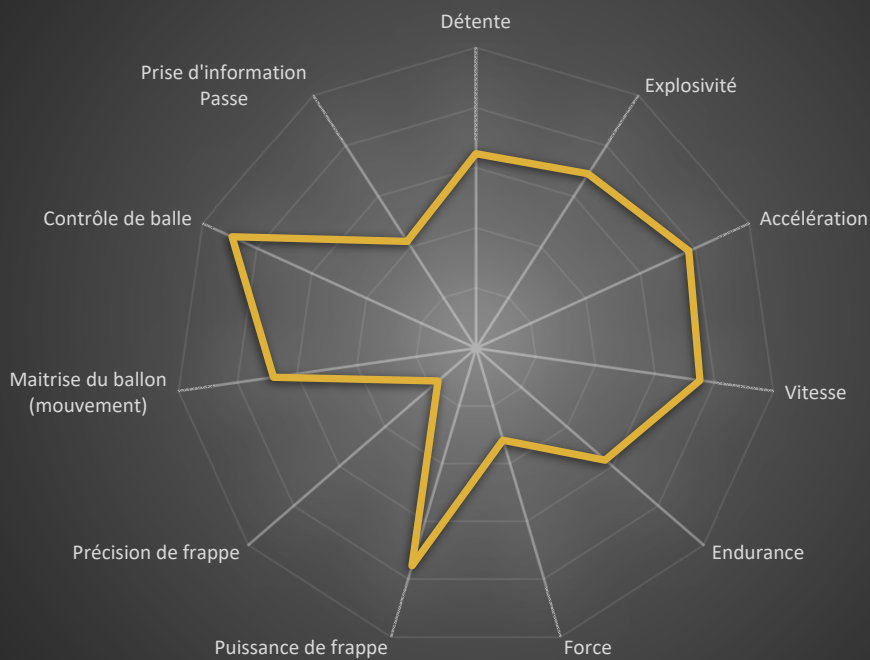 Détente
Explosivité
Accélération
Vitesse
Endurance
Force
Puissance de frappe
Précision de frappe
Maitrise du ballon
(mouvement)
Contrôle de balle
Prise d'information
Passe